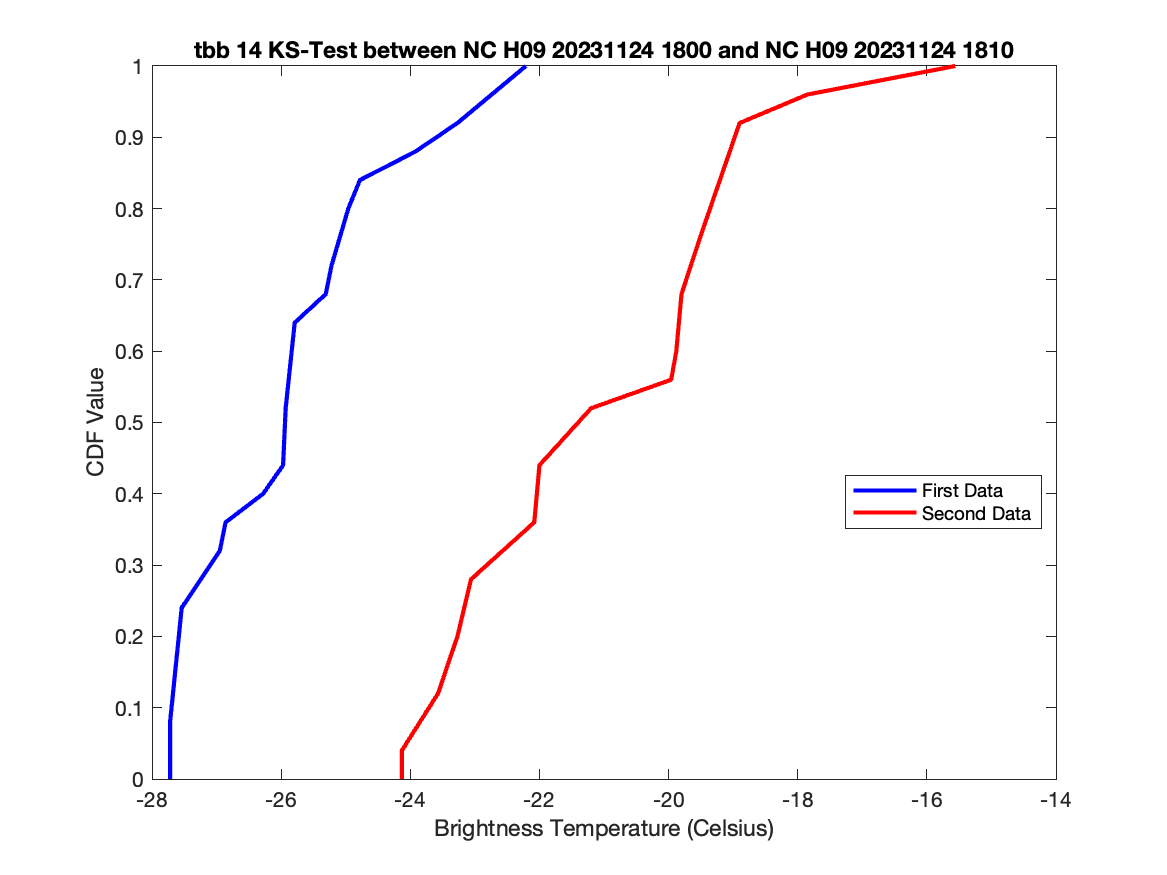 tbb 14 KS-Test between NC H09 20231124 1800 and NC H09 20231124 1810
1
0.9
0.8
0.7
0.6
0.5
0.4
0.3
0.2
0.1
0
CDF Value
First Data
Second Data
-28 -26 -24 -22 -20 -18 -16 -14
Brightness Temperature (Celsius)